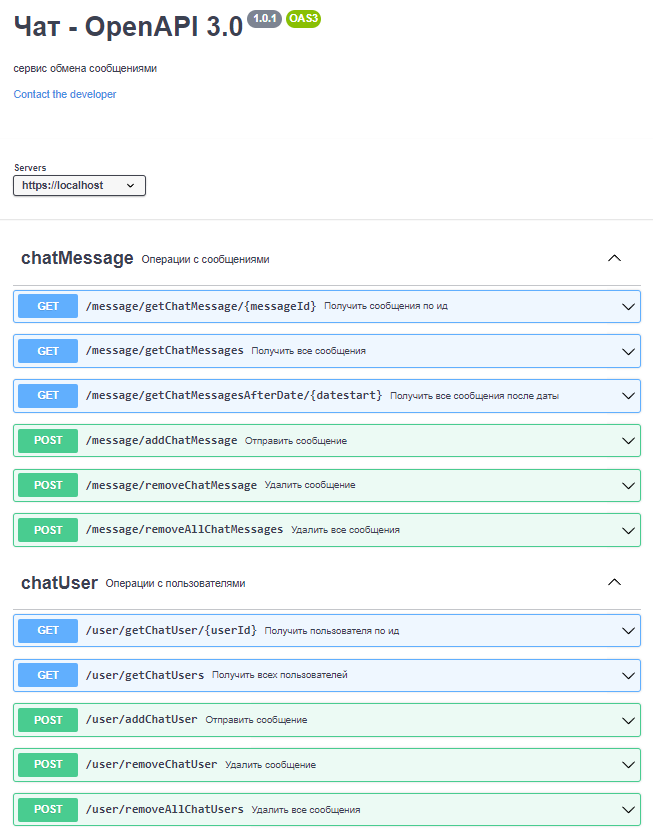 Чат - OpenAPI 3.0 1.0.1 OAS3
сервис обмена сообщениями
Contact the developer
Servers
https://localhost
chatMessage Операции с сообщениями
GET /message/getChatMessage/{messageId} Получить сообщения по ид
GET /message/getChatMessages Получить все сообщения
GET /message/getChatMessagesAfterDate/{datestart} Получить все сообщения после даты
POST /message/addChatMessage Отправить сообщение
POST /message/removeChatMessage Удалить сообщение
POST /message/removeAllChatMessages Удалить все сообщения
chatUser Операции с пользователями
GET /user/getChatUser/{userId} Получить пользователя по ид
GET /user/getChatUsers Получить всех пользователей
POST /user/addChatUser Отправить сообщение
POST /user/removeChatUser Удалить сообщение
POST /user/removeAllChatUsers Удалить все сообщения